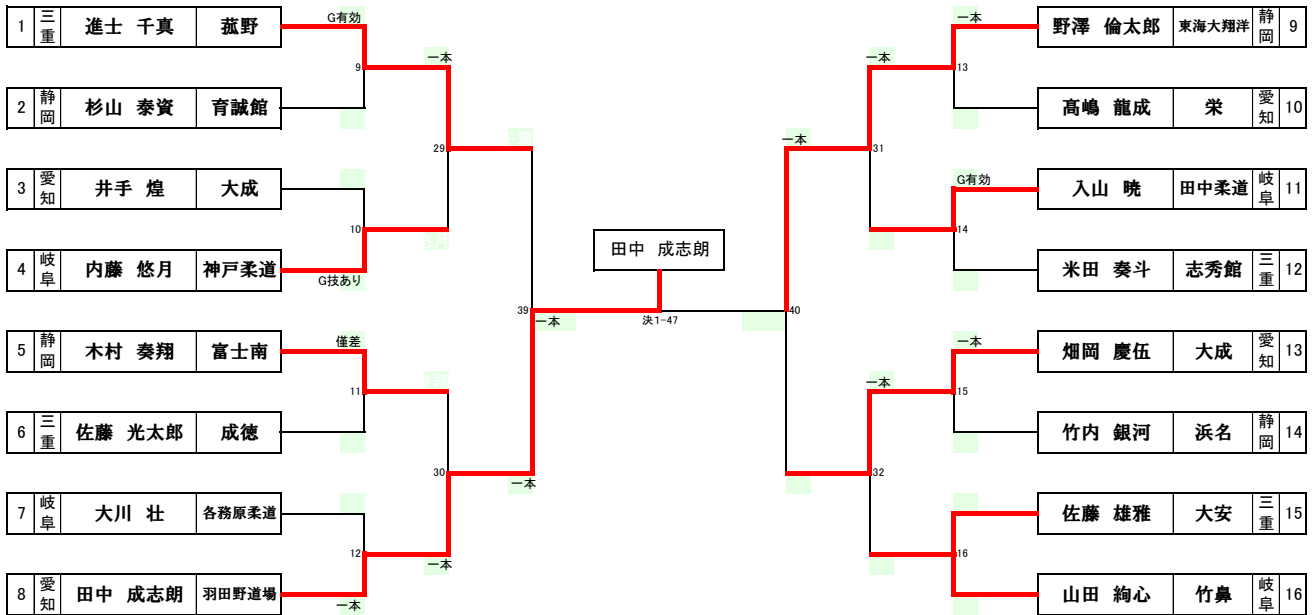 1 三重 進士 千真 菰野
G有効
9
2 静岡 杉山 泰資 育誠館
一本
29
3 愛知 井手 煌 大成
10
4 岐阜 内藤 悠月 神戸柔道
G技あり
5 静岡 木村 奏翔 富士南
僅差
11
6 三重 佐藤 光太郎 成徳
30
一本
7 岐阜 大川 壮 各務原柔道
12
一本
8 愛知 田中 成志朗 羽田野道場
一本
39
一本
田中 成志朗
決1-47
40
一本
野澤 倫太郎 東海大翔洋 静岡 9
一本
13
一本
髙嶋 龍成 栄 愛知 10
31
入山 暁 田中柔道 岐阜 11
G有効
14
米田 奏斗 志秀館 三重 12
畑岡 慶伍 大成 愛知 13
一本
15
一本
竹内 銀河 浜名 静岡 14
32
佐藤 雄雅 大安 三重 15
16
山田 絢心 竹鼻 岐阜 16